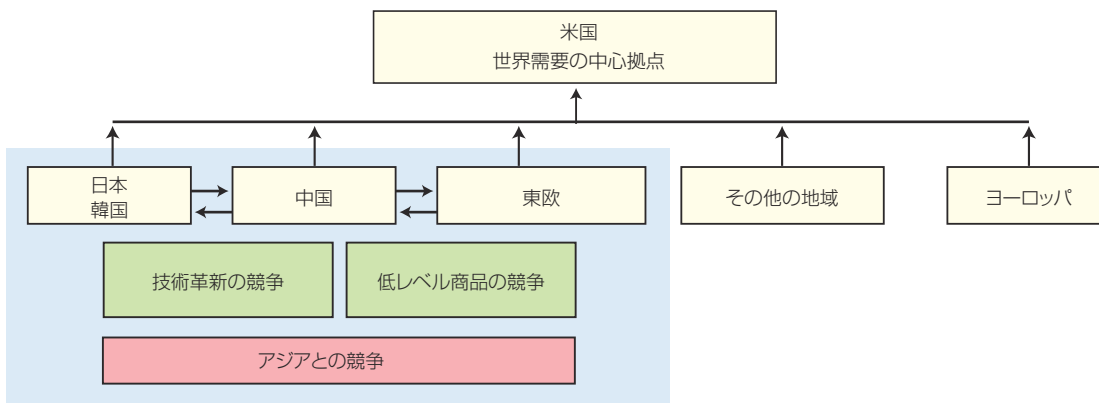 米国
世界需要の中心拠点
日本
韓国
中国
東欧
その他の地域
ヨーロッパ
技術革新の競争
低レベル商品の競争
アジアとの競争